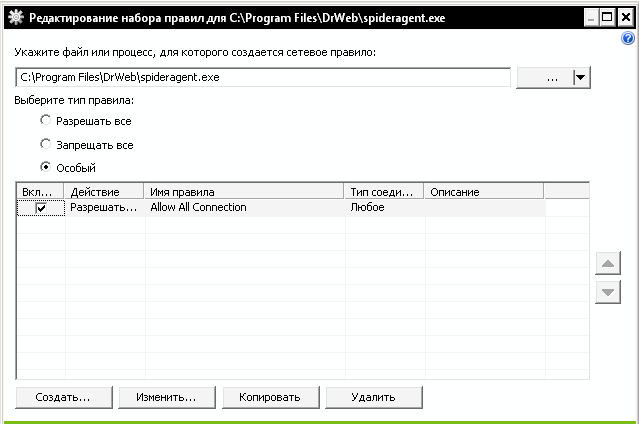 Редактирование набора правил для C:\Program Files\DrWeb\spideragent.exe
Укажите файл или процесс, для которого создается сетевое правило:
C:\Program Files\DrWeb\spideragent.exe
...
Выберите тип правила:
Разрешать все
Запрещать все
Особый
Вкл... Действие Имя правила Тип соеди... Описание
Разрешать... Allow All Connection Любое
Создать... Изменить... Копировать Удалить